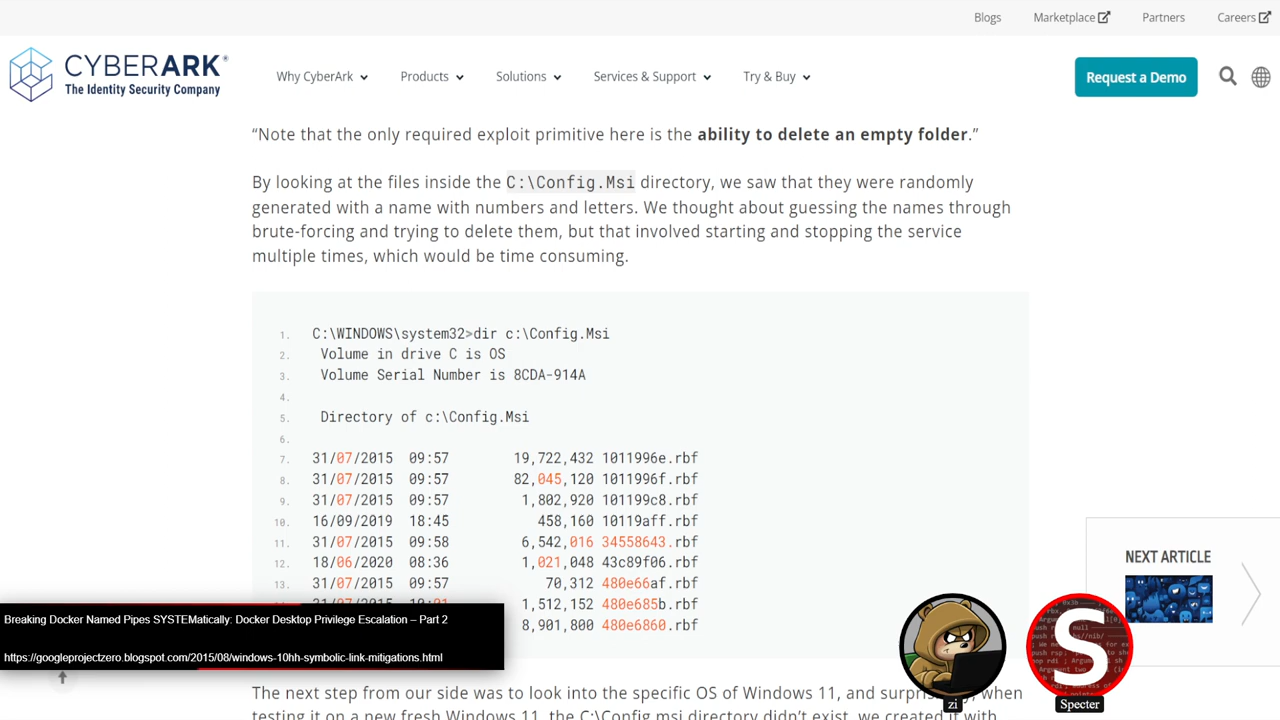 Blogs Marketplace Partners Careers
CYBERARK®
The Identity Security Company
Why CyberArk Products Solutions Services & Support Try & Buy
Request a Demo
“Note that the only required exploit primitive here is the ability to delete an empty folder.”
By looking at the files inside the C:\Config.Msi directory, we saw that they were randomly
generated with a name with numbers and letters. We thought about guessing the names through
brute-forcing and trying to delete them, but that involved starting and stopping the service
multiple times, which would be time consuming.
1. C:\WINDOWS\system32>dir c:\Config.Msi
2. Volume in drive C is OS
3. Volume Serial Number is 8CDA-914A
4.
5. Directory of c:\Config.Msi
6.
7. 31/07/2015 09:57 19,722,432 1011996e.rbf
8. 31/07/2015 09:57 82,045,120 1011996f.rbf
9. 31/07/2015 09:57 1,802,920 101199c8.rbf
10. 16/09/2019 18:45 458,160 10119aff.rbf
11. 31/07/2015 09:58 6,542,016 34558643.rbf
12. 18/06/2020 08:36 1,021,048 43c89f06.rbf
13. 31/07/2015 09:57 70,312 480e66af.rbf
1,512,152 480e685b.rbf
8,901,800 480e6860.rbf
NEXT ARTICLE
Breaking Docker Named Pipes SYSTEMatically: Docker Desktop Privilege Escalation – Part 2
https://googleprojectzero.blogspot.com/2015/08/windows-10hh-symbolic-link-mitigations.html
zi
S
Specter
The next step from our side was to look into the specific OS of Windows 11, and when
testing it on a new fresh Windows 11, the C:\Config.msi directory didn’t exist, we created it with